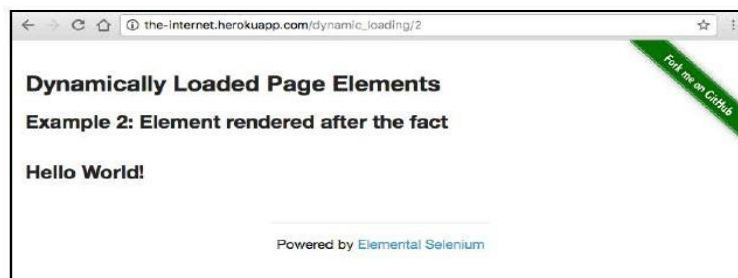 the-internet.herokuapp.com/dynamic_loading/2
Fork me on GitHub
Dynamically Loaded Page Elements
Example 2: Element rendered after the fact
Hello World!
Powered by Elemental Selenium